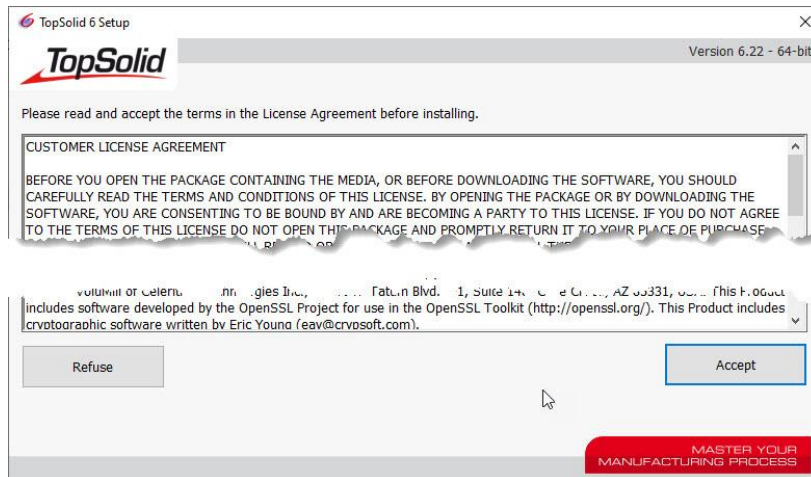 TopSolid 6 Setup
TopSolid
Version 6.22 - 64-bit
Please read and accept the terms in the License Agreement before installing.
CUSTOMER LICENSE AGREEMENT
BEFORE YOU OPEN THE PACKAGE CONTAINING THE MEDIA, OR BEFORE DOWNLOADING THE SOFTWARE, YOU SHOULD
CAREFULLY READ THE TERMS AND CONDITIONS OF THIS LICENSE. BY OPENING THE PACKAGE OR BY DOWNLOADING THE
SOFTWARE, YOU ARE CONSENTING TO BE BOUND BY AND ARE BECOMING A PARTY TO THIS LICENSE. IF YOU DO NOT AGREE
TO THE TERMS OF THIS LICENSE DO NOT OPEN THIS PACKAGE AND PROMPTLY RETURN IT TO YOUR PLACE OF PURCHASE
Blvd. This Product
includes software developed by the OpenSSL Project for use in the OpenSSL Toolkit (http://openssl.org/). This Product includes
cryptographic software written by Eric Young (eay@crypsoft.com).
Refuse
Accept
MASTER YOUR
MANUFACTURING PROCESS